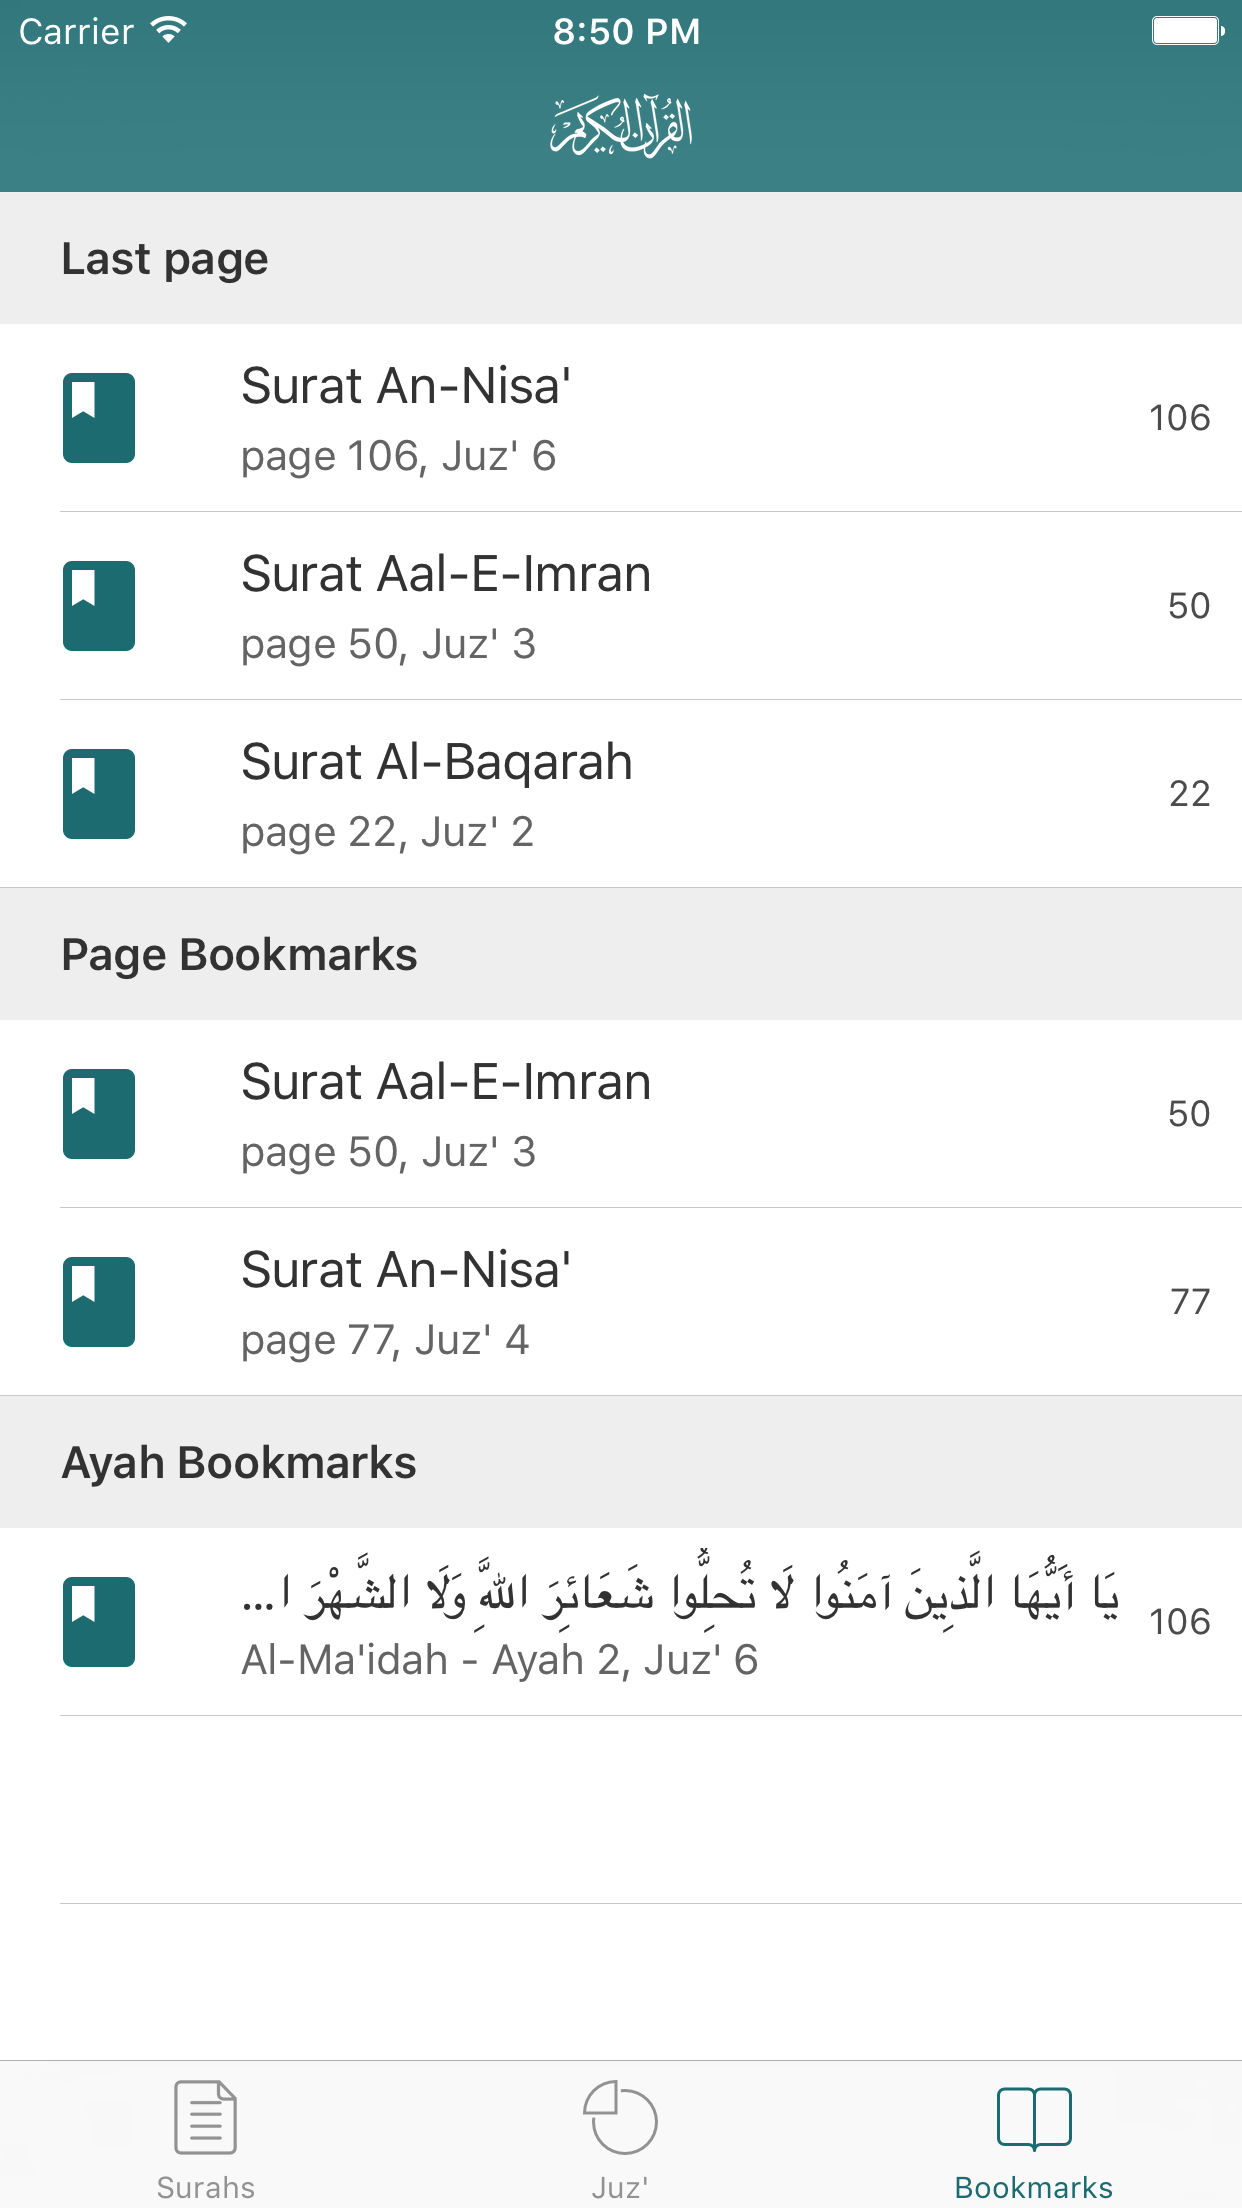 Carrier
8:50 PM
القرآن الكريم
Last page
Surat An-Nisa'
page 106, Juz' 6
106
Surat Aal-E-Imran
page 50, Juz' 3
50
Surat Al-Baqarah
page 22, Juz' 2
22
Page Bookmarks
Surat Aal-E-Imran
page 50, Juz' 3
50
Surat An-Nisa'
page 77, Juz' 4
77
Ayah Bookmarks
يَا أَيُّهَا الَّذِينَ آمَنُوا لَا تُحِلُّوا شَعَائِرَ اللَّهِ وَلَا الشَّهْرَ ا...
Al-Ma'idah - Ayah 2, Juz' 6
106
Surahs
Juz'
Bookmarks